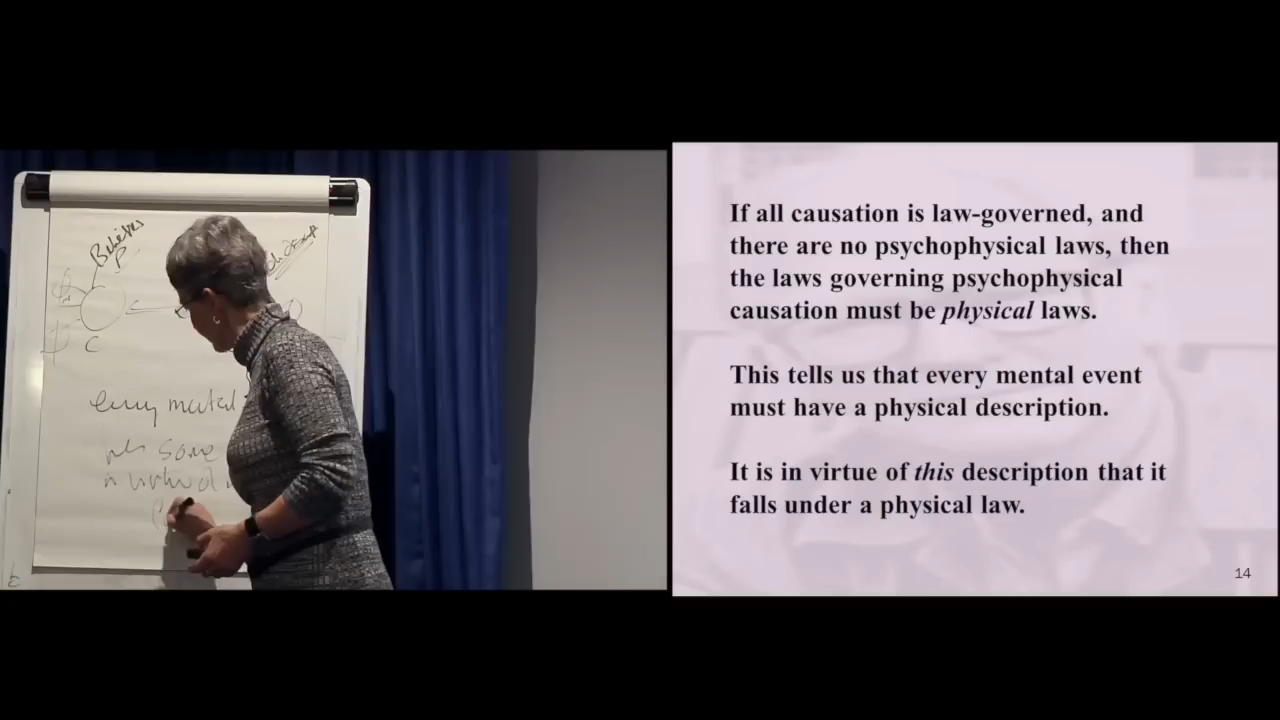 Believes
P
C
every mental
some
in virtue
If all causation is law-governed, and
there are no psychophysical laws, then
the laws governing psychophysical
causation must be physical laws.
This tells us that every mental event
must have a physical description.
It is in virtue of this description that it
falls under a physical law.
14